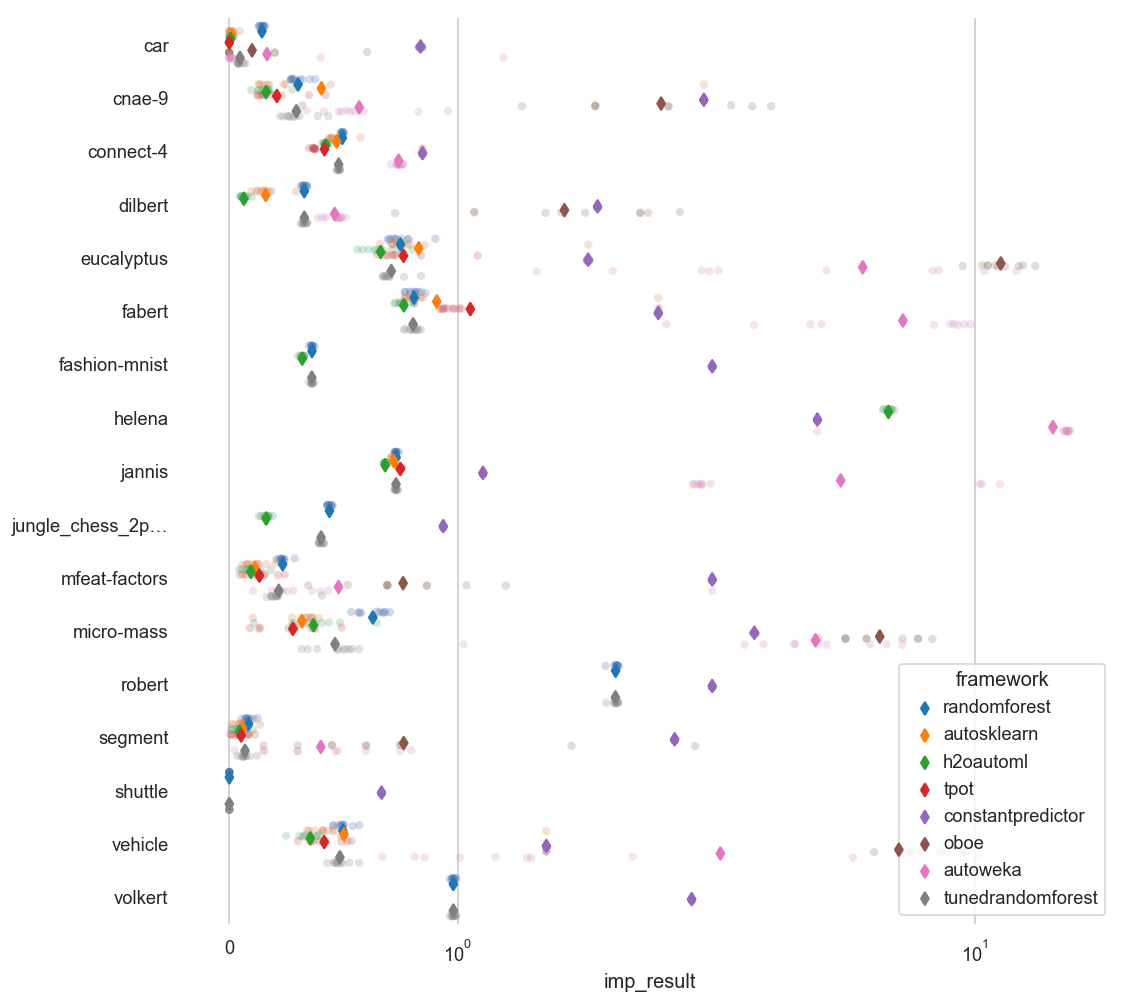 car
cnae-9
connect-4
dilbert
eucalyptus
fabert
fashion-mnist
helena
jannis
jungle_chess_2p…
mfeat-factors
micro-mass
robert
segment
shuttle
vehicle
volkert
framework
randomforest
autosklearn
h2oautoml
tpot
constantpredictor
oboe
autoweka
tunedrandomforest
0 10⁰ 10¹
imp_result